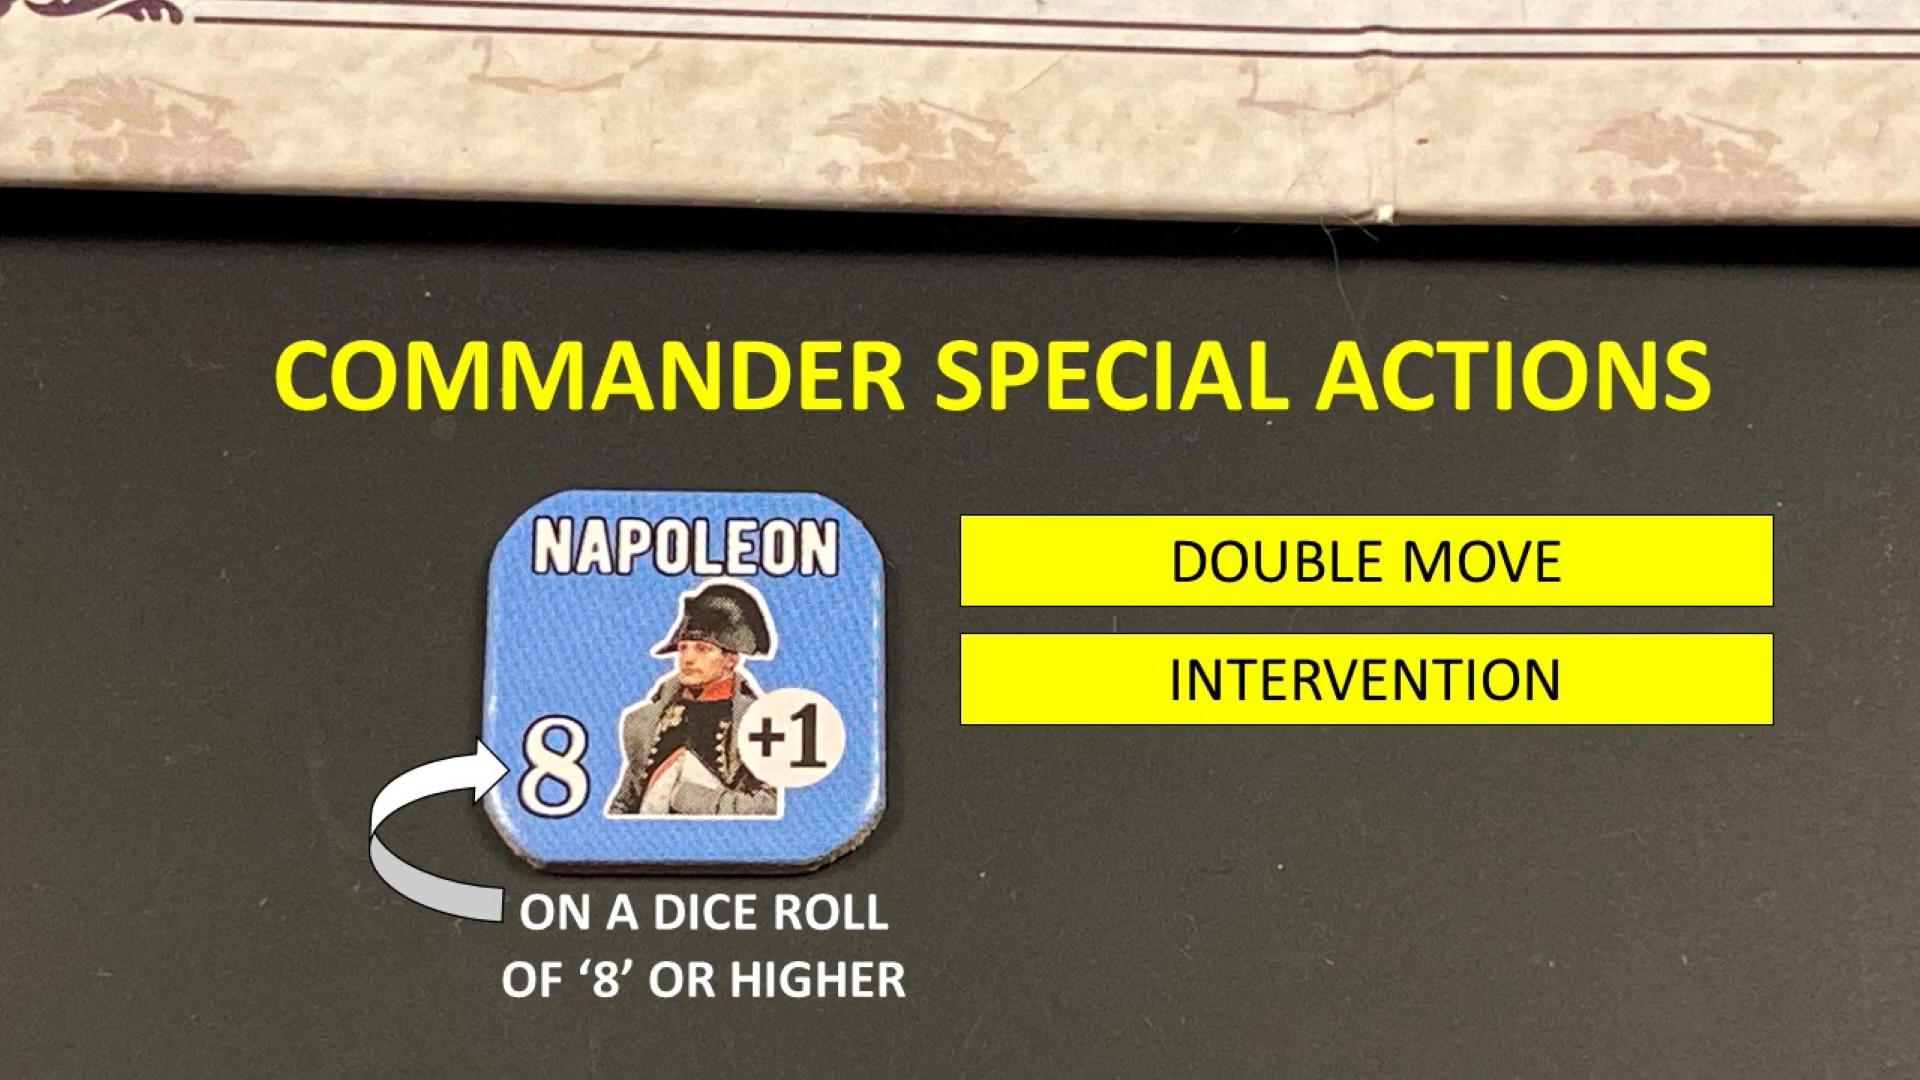 COMMANDER SPECIAL ACTIONS
NAPOLEON
8
+1
DOUBLE MOVE
INTERVENTION
ON A DICE ROLL
OF ‘8’ OR HIGHER